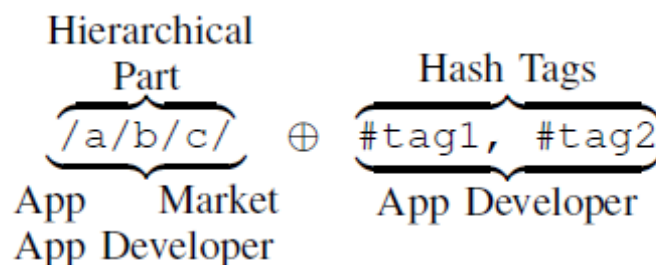 Hierarchical
Part
Hash Tags
/a/b/c/ ⊕ #tag1, #tag2
App Market
App Developer
App Developer